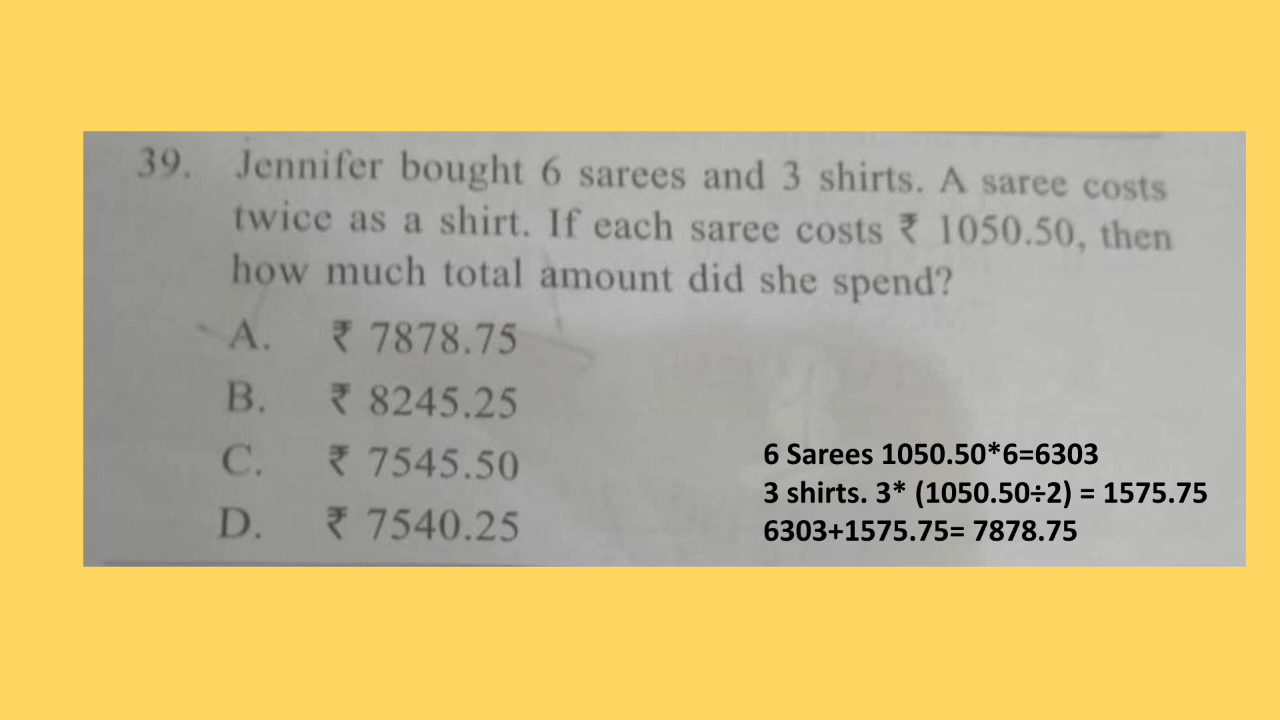 39. Jennifer bought 6 sarees and 3 shirts. A saree costs
twice as a shirt. If each saree costs ₹ 1050.50, then
how much total amount did she spend?
A. ₹ 7878.75
B. ₹ 8245.25
C. ₹ 7545.50
D. ₹ 7540.25
6 Sarees 1050.50*6=6303
3 shirts. 3* (1050.50÷2) = 1575.75
6303+1575.75= 7878.75